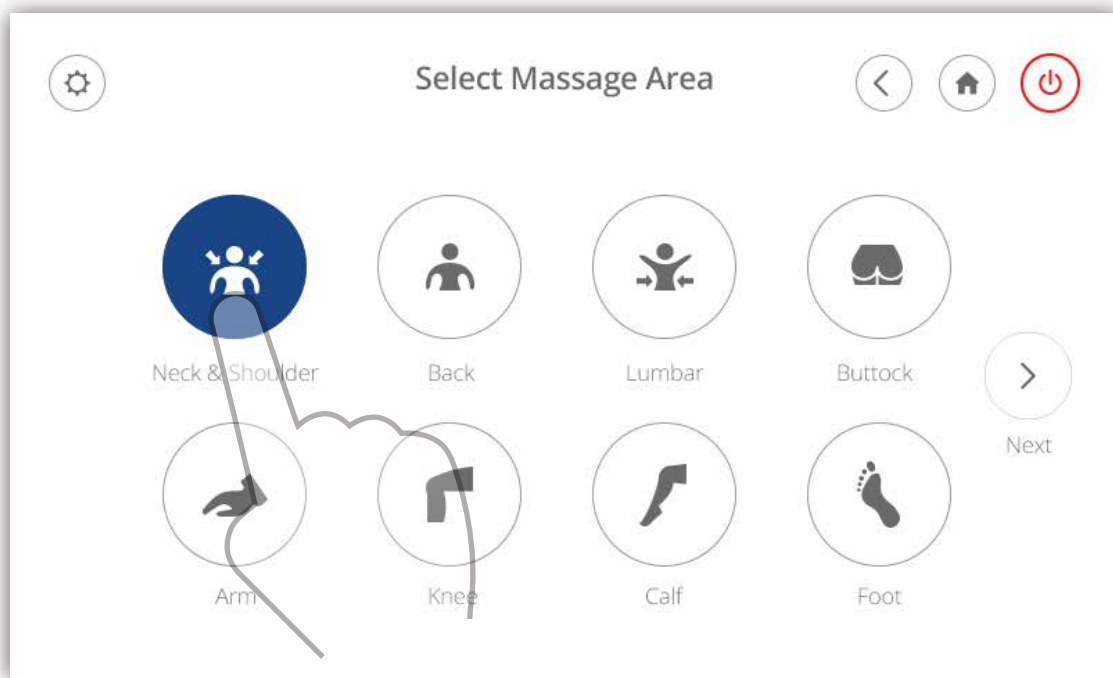 Select Massage Area
Neck & Shoulder
Back
Lumbar
Buttock
Next
Arm
Knee
Calf
Foot